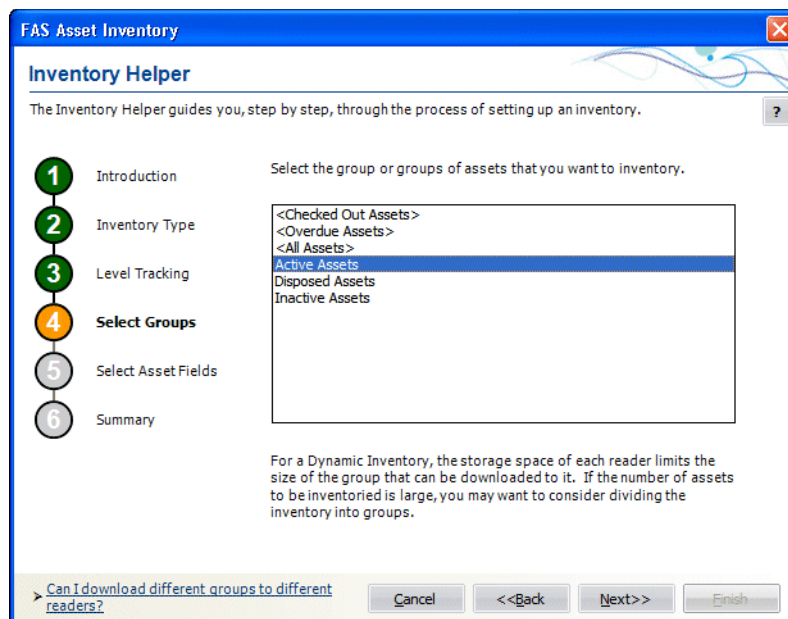 FAS Asset Inventory
Inventory Helper
The Inventory Helper guides you, step by step, through the process of setting up an inventory.
?
1 Introduction
2 Inventory Type
3 Level Tracking
4 Select Groups
5 Select Asset Fields
6 Summary
Select the group or groups of assets that you want to inventory.
<Checked Out Assets>
<Overdue Assets>
<All Assets>
Active Assets
Disposed Assets
Inactive Assets
For a Dynamic Inventory, the storage space of each reader limits the
size of the group that can be downloaded to it. If the number of assets
to be inventoried is large, you may want to consider dividing the
inventory into groups.
Can I download different groups to different
readers?
Cancel
<<Back
Next>>
Finish